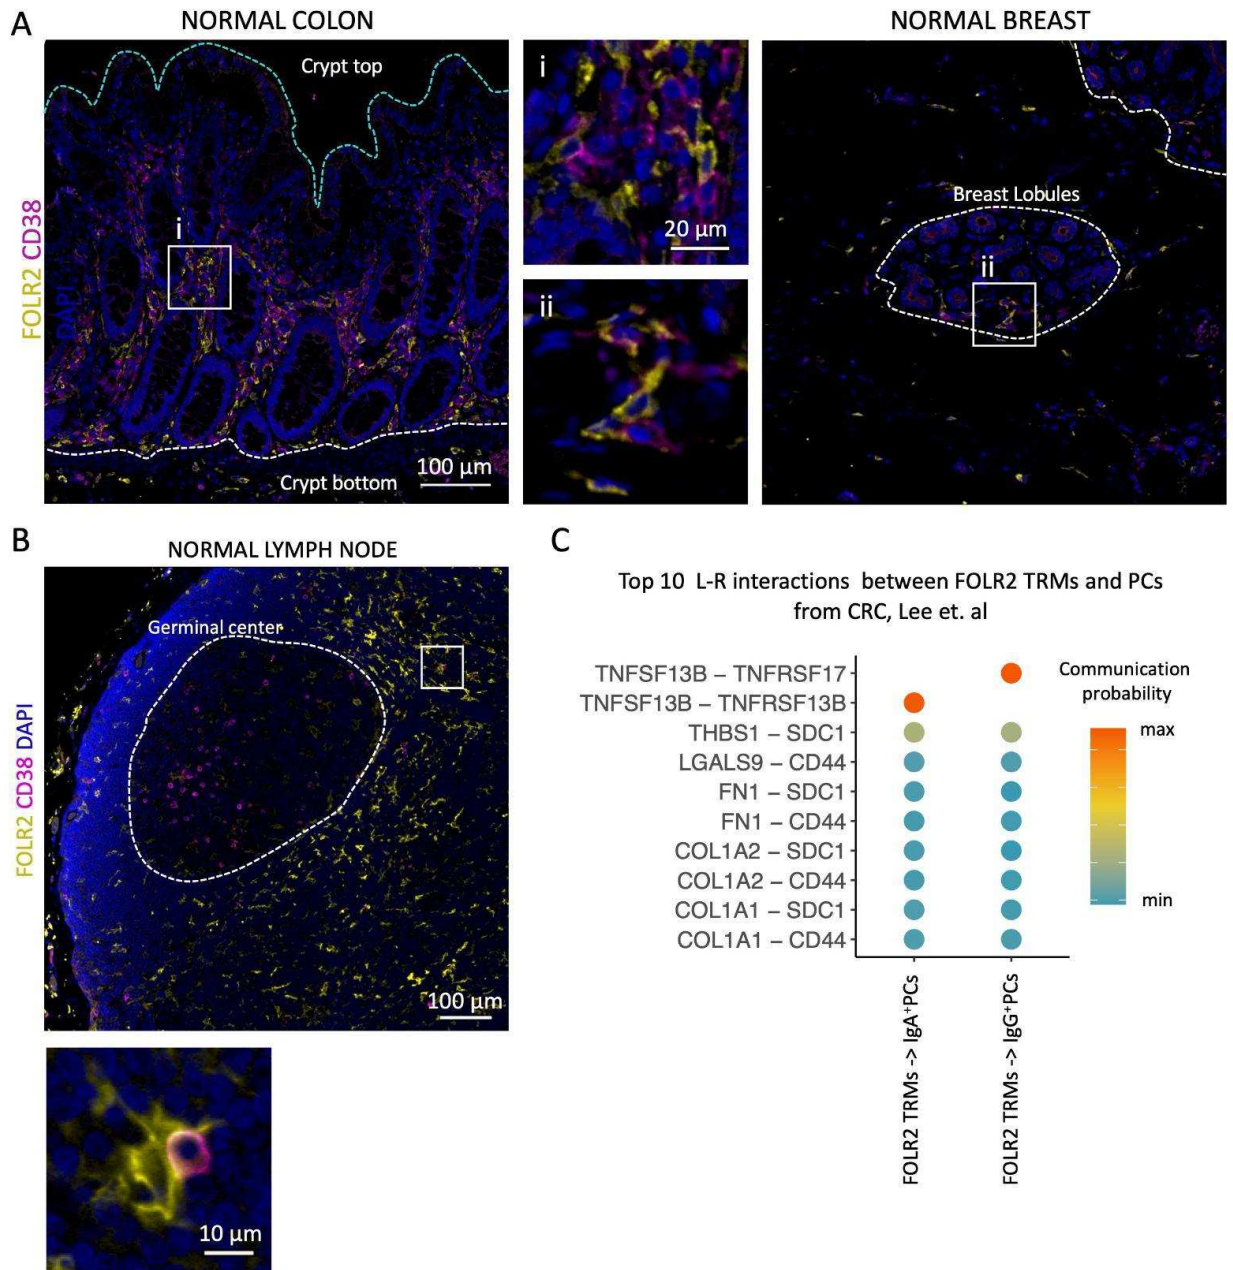 A
NORMAL COLON
NORMAL BREAST
FOLR2 CD38
DAPI
Crypt top
i
Crypt bottom
100 µm
i
20 µm
ii
Breast Lobules
ii
B
NORMAL LYMPH NODE
FOLR2 CD38 DAPI
Germinal center
100 µm
10 µm
C
Top 10 L-R interactions between FOLR2 TRMs and PCs
from CRC, Lee et. al
TNFSF13B – TNFRSF17
TNFSF13B – TNFRSF13B
THBS1 – SDC1
LGALS9 – CD44
FN1 – SDC1
FN1 – CD44
COL1A2 – SDC1
COL1A2 – CD44
COL1A1 – SDC1
COL1A1 – CD44
FOLR2 TRMs -> IgA⁺PCs
FOLR2 TRMs -> IgG⁺PCs
Communication
probability
max
min